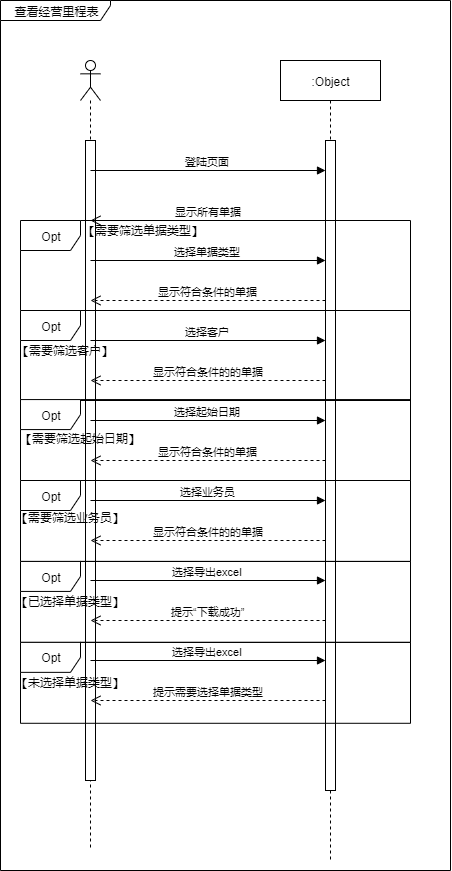 查看经营里程表
:Object
登陆页面
显示所有单据
Opt
【需要筛选单据类型】
选择单据类型
显示符合条件的单据
Opt
选择客户
【需要筛选客户】
显示符合条件的的单据
Opt
选择起始日期
【需要筛选起始日期】
显示符合条件的单据
Opt
选择业务员
【需要筛选业务员】
显示符合条件的的单据
Opt
选择导出excel
【已选择单据类型】
提示“下载成功”
Opt
选择导出excel
【未选择单据类型】
提示需要选择单据类型